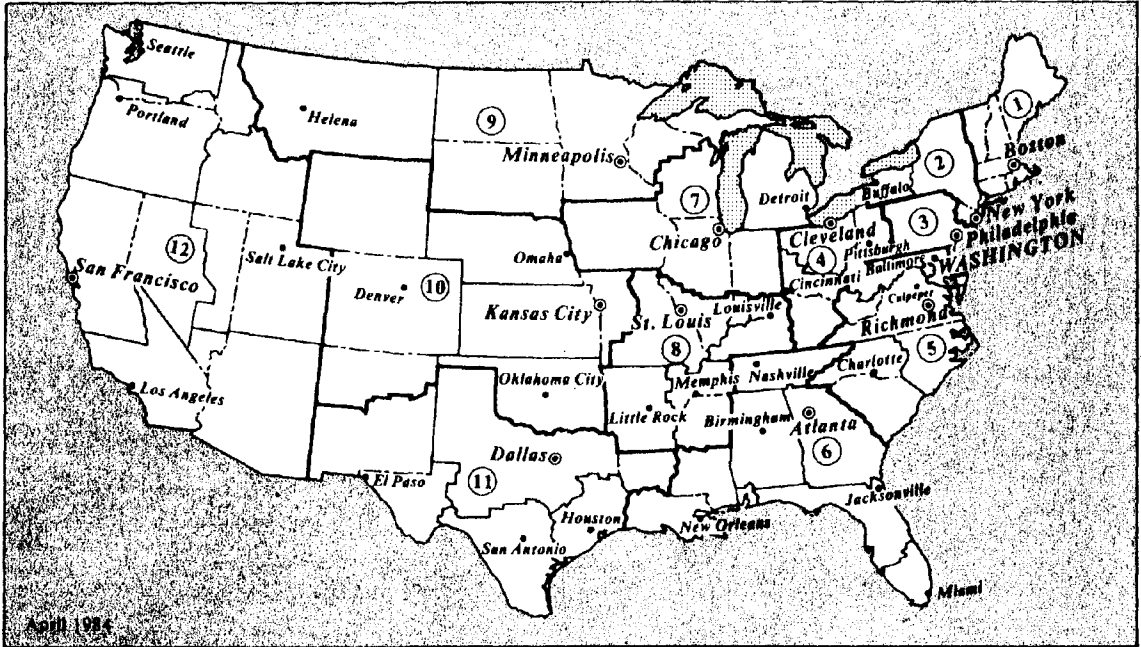 Seattle
Portland
Helena
9
Minneapolis
1
Boston
2
Buffalo
Detroit
7
Chicago
Cleveland
3
New York
Philadelphia
WASHINGTON
Pittsburgh
4
Cincinnati
Baltimore
12
San Francisco
Salt Lake City
Denver
10
Omaha
Kansas City
St. Louis
Louisville
8
Culpeper
Richmond
5
Charlotte
Los Angeles
Oklahoma City
Memphis
Nashville
Little Rock
Birmingham
Atlanta
6
Dallas
11
El Paso
Houston
San Antonio
New Orleans
Jacksonville
Miami
April 1984